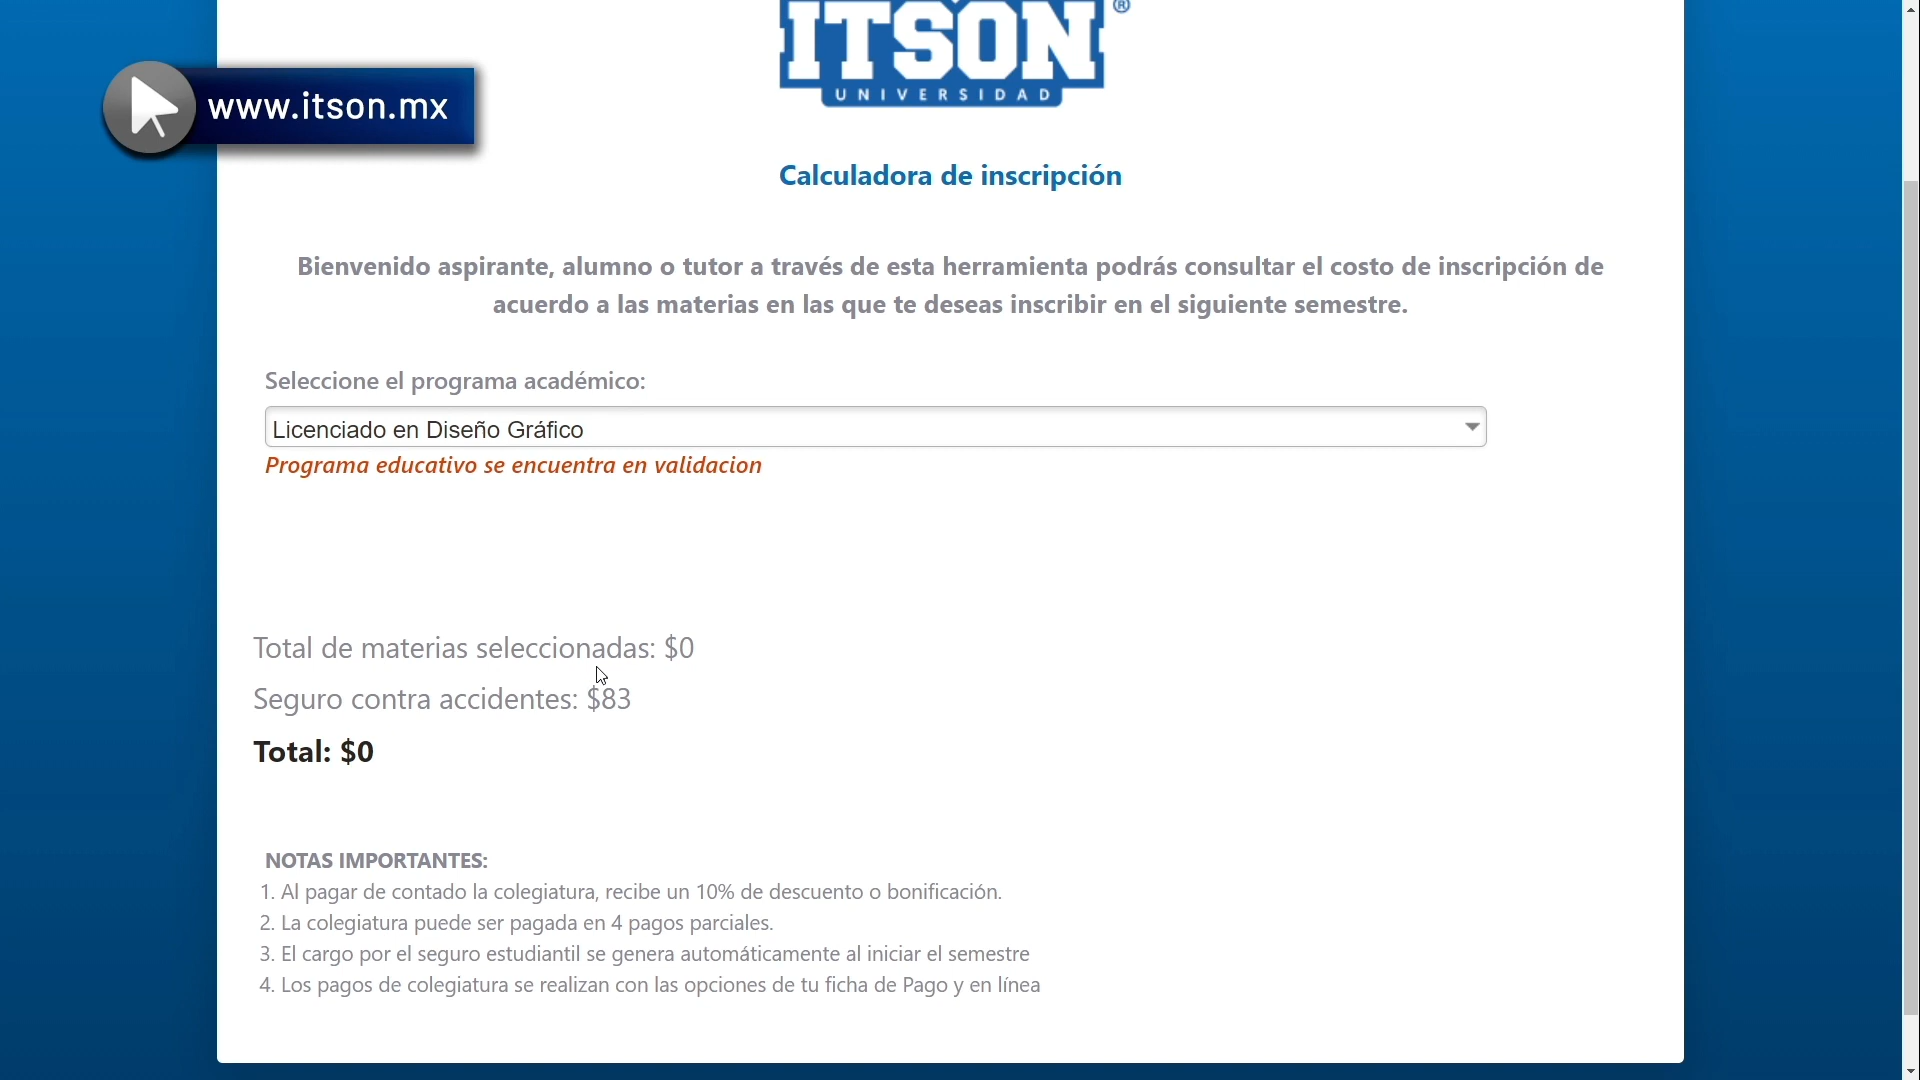 ITSON
®
UNIVERSIDAD
www.itson.mx
Calculadora de inscripción
Bienvenido aspirante, alumno o tutor a través de esta herramienta podrás consultar el costo de inscripción de
acuerdo a las materias en las que te deseas inscribir en el siguiente semestre.
Seleccione el programa académico:
Licenciado en Diseño Gráfico
Programa educativo se encuentra en validacion
Total de materias seleccionadas: $0
Seguro contra accidentes: $83
Total: $0
NOTAS IMPORTANTES:
1. Al pagar de contado la colegiatura, recibe un 10% de descuento o bonificación.
2. La colegiatura puede ser pagada en 4 pagos parciales.
3. El cargo por el seguro estudiantil se genera automáticamente al iniciar el semestre
4. Los pagos de colegiatura se realizan con las opciones de tu ficha de Pago y en línea